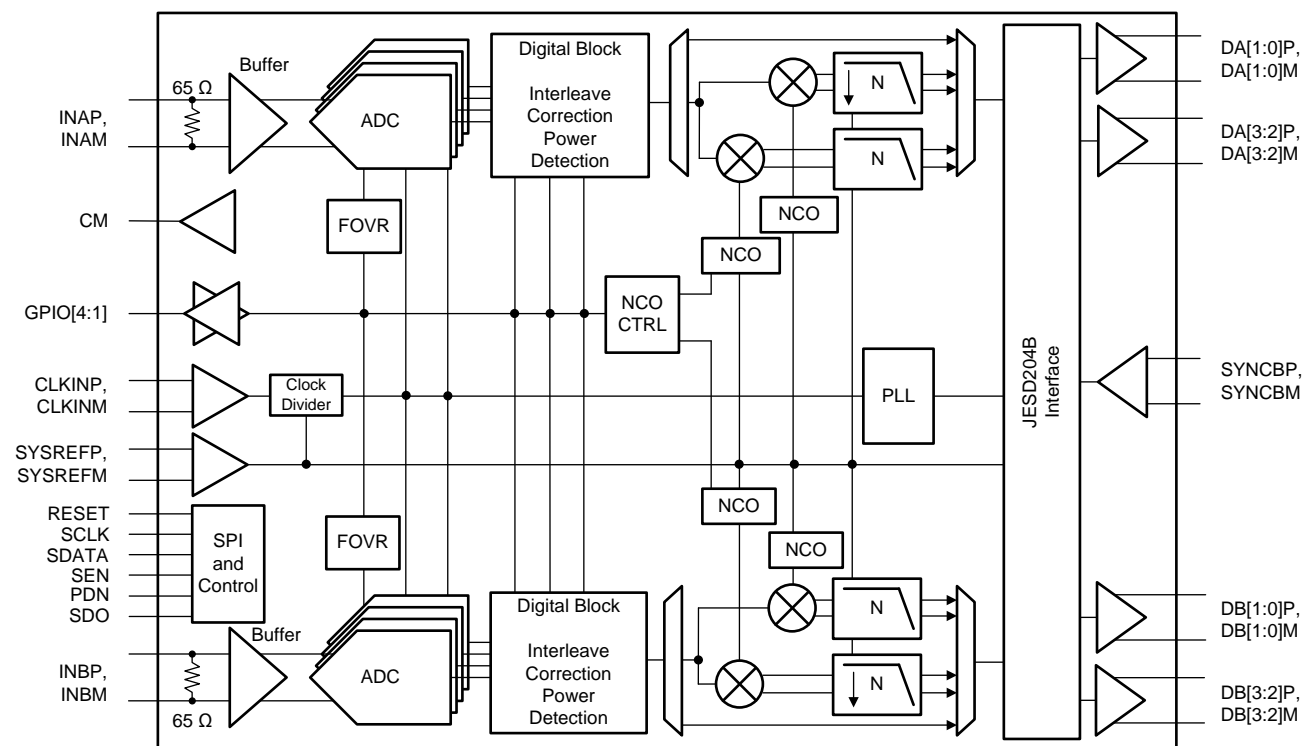 INAP,
INAM
65 Ω
Buffer
ADC
Digital Block
Interleave
Correction
Power
Detection
N
N
DA[1:0]P,
DA[1:0]M
DA[3:2]P,
DA[3:2]M
CM
FOVR
NCO
NCO
GPIO[4:1]
NCO
CTRL
CLKINP,
CLKINM
Clock
Divider
PLL
JESD204B
Interface
SYNCBP,
SYNCBM
SYSREFP,
SYSREFM
RESET
SCLK
SDATA
SEN
PDN
SDO
SPI
and
Control
FOVR
NCO
NCO
INBP,
INBM
65 Ω
Buffer
ADC
Digital Block
Interleave
Correction
Power
Detection
N
N
DB[1:0]P,
DB[1:0]M
DB[3:2]P,
DB[3:2]M